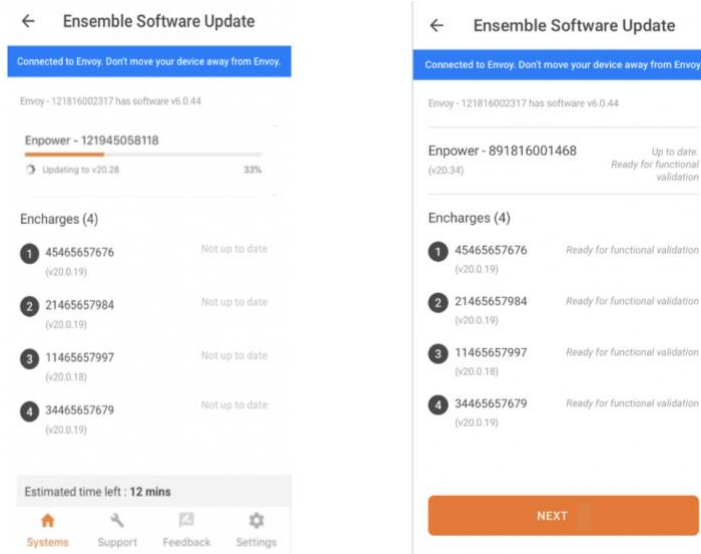 Ensemble Software Update
Connected to Envoy. Don't move your device away from Envoy.
Envoy - 121816002317 has software v6.0.44
Enpower - 121945058118
Updating to v20.28 33%
Encharges (4)
1 45465657676 Not up to date
(v20.0.19)
2 21465657984 Not up to date
(v20.0.19)
3 11465657997 Not up to date
(v20.0.18)
4 34465657679 Not up to date
(v20.0.19)
Estimated time left : 12 mins
Systems Support Feedback Settings
Ensemble Software Update
Connected to Envoy. Don't move your device away from Envoy
Envoy - 121816002317 has software v6.0.44
Enpower - 891816001468 Up to date.
(v20.34) Ready for functional
validation
Encharges (4)
1 45465657676 Ready for functional validation
(v20.0.19)
2 21465657984 Ready for functional validation
(v20.0.19)
3 11465657997 Ready for functional validation
(v20.0.18)
4 34465657679 Ready for functional validation
(v20.0.19)
NEXT